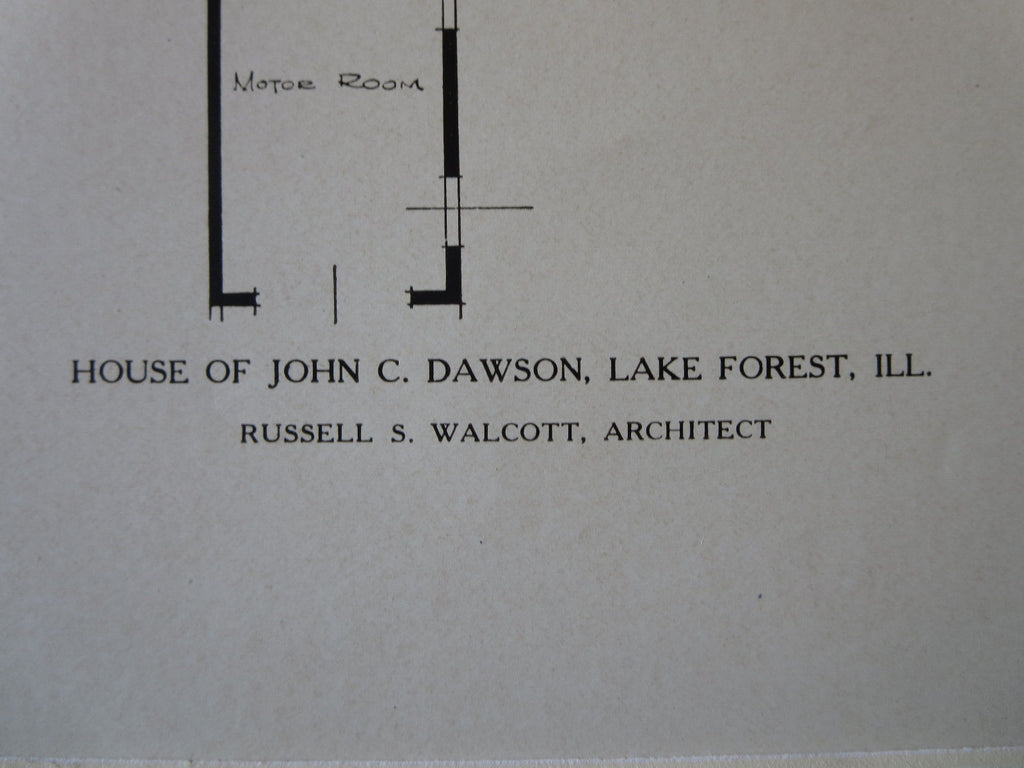 MOTOR ROOM
HOUSE OF JOHN C. DAWSON, LAKE FOREST, ILL.
RUSSELL S. WALCOTT, ARCHITECT